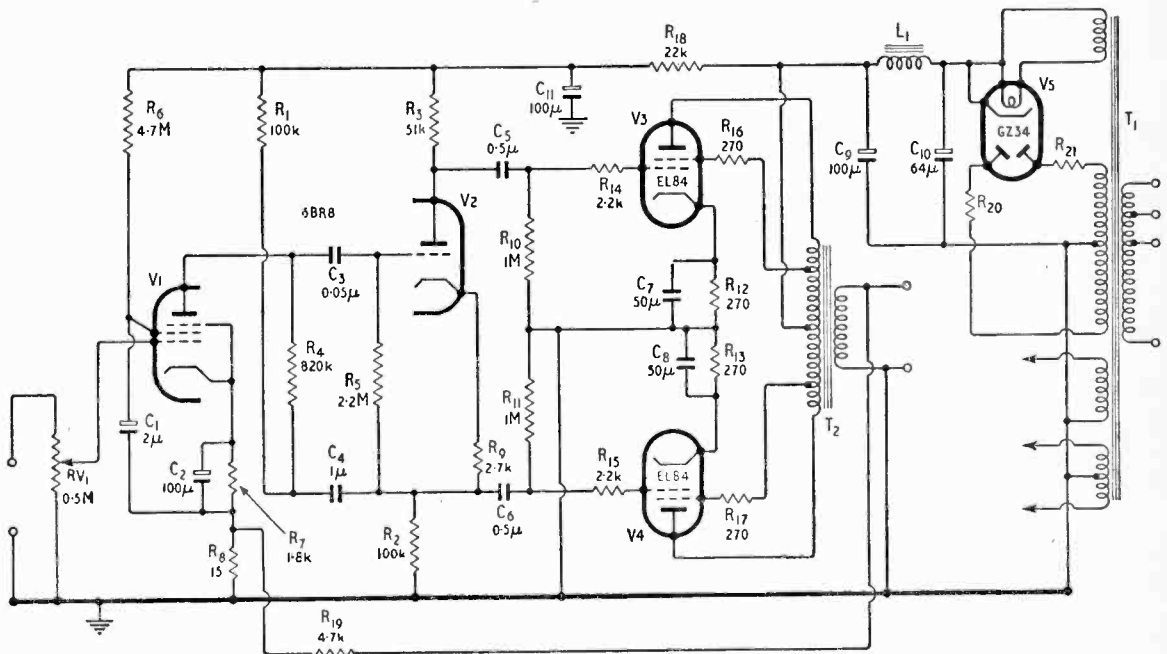 R18
22k
L1
R6
4.7M
R1
100k
R3
51k
C11
100μ
V3
R16
270
C9
100μ
C10
64μ
V5
GZ34
R21
T1
C5
0.5μ
R14
2.2k
EL84
R20
6BR8
V2
R10
1M
V1
C3
0.05μ
C7
50μ
R12
270
R4
820k
R5
2.2M
C8
50μ
R13
270
R11
1M
C1
2μ
RV1
0.5M
C2
100μ
C4
1μ
R9
2.7k
R15
2.2k
EL84
T2
C6
0.5μ
R17
270
V4
R7
1.8k
R2
100k
R8
15
R19
4.7k